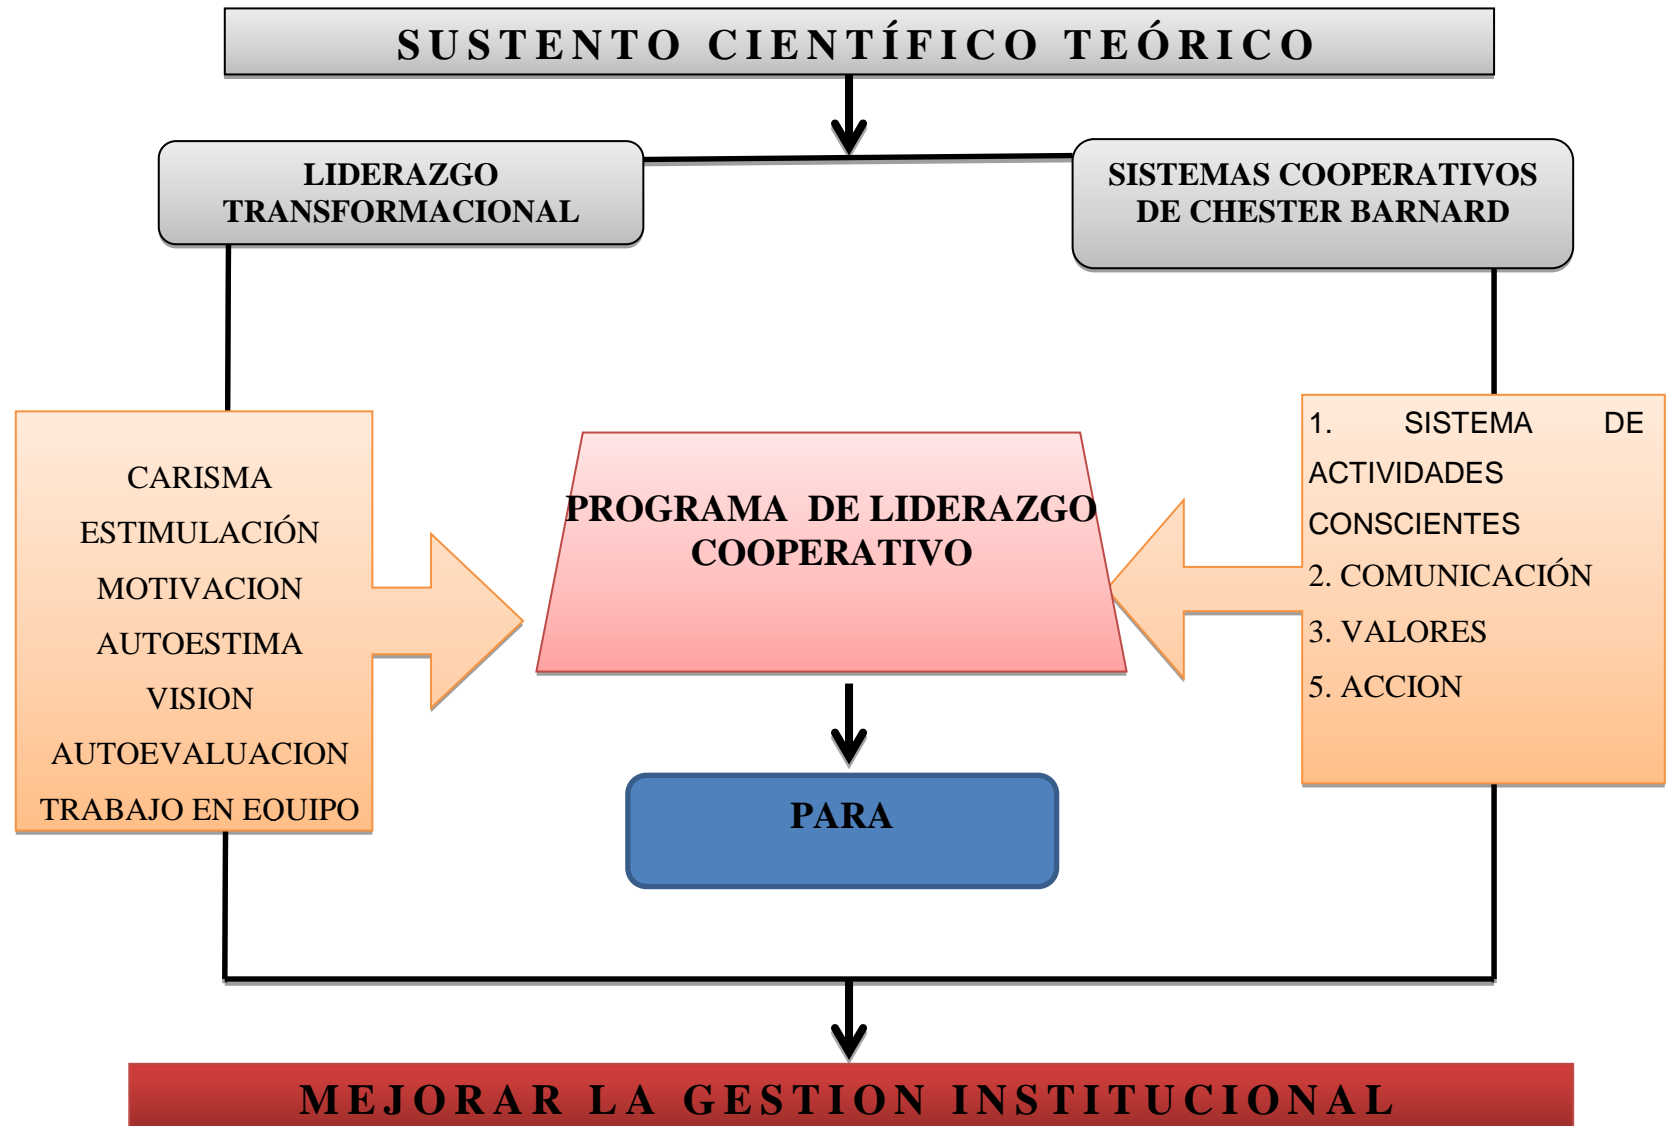 SUSTENTO CIENTÍFICO TEÓRICO
LIDERAZGO
TRANSFORMACIONAL
SISTEMAS COOPERATIVOS
DE CHESTER BARNARD
CARISMA
ESTIMULACIÓN
MOTIVACION
AUTOESTIMA
VISION
AUTOEVALUACION
TRABAJO EN EQUIPO
PROGRAMA DE LIDERAZGO
COOPERATIVO
1. SISTEMA DE
ACTIVIDADES
CONSCIENTES
2. COMUNICACIÓN
3. VALORES
5. ACCION
PARA
MEJORAR LA GESTION INSTITUCIONAL